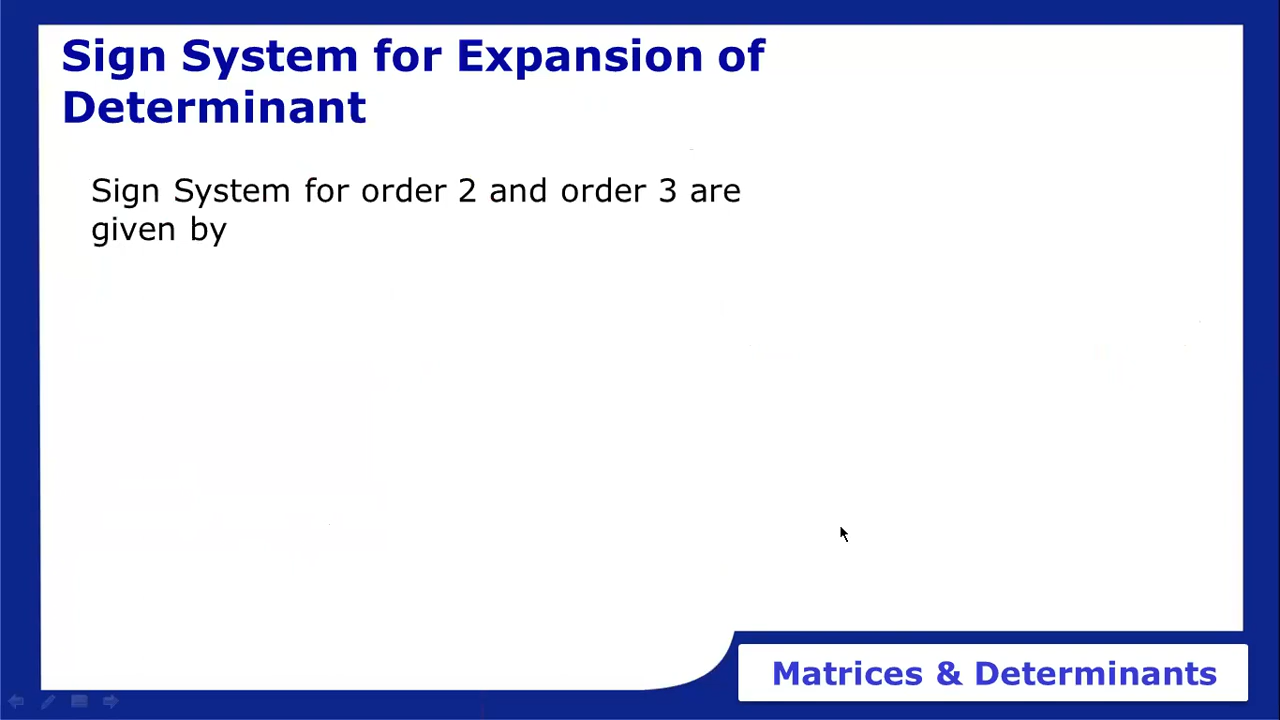 Sign System for Expansion of
Determinant
Sign System for order 2 and order 3 are
given by
Matrices & Determinants